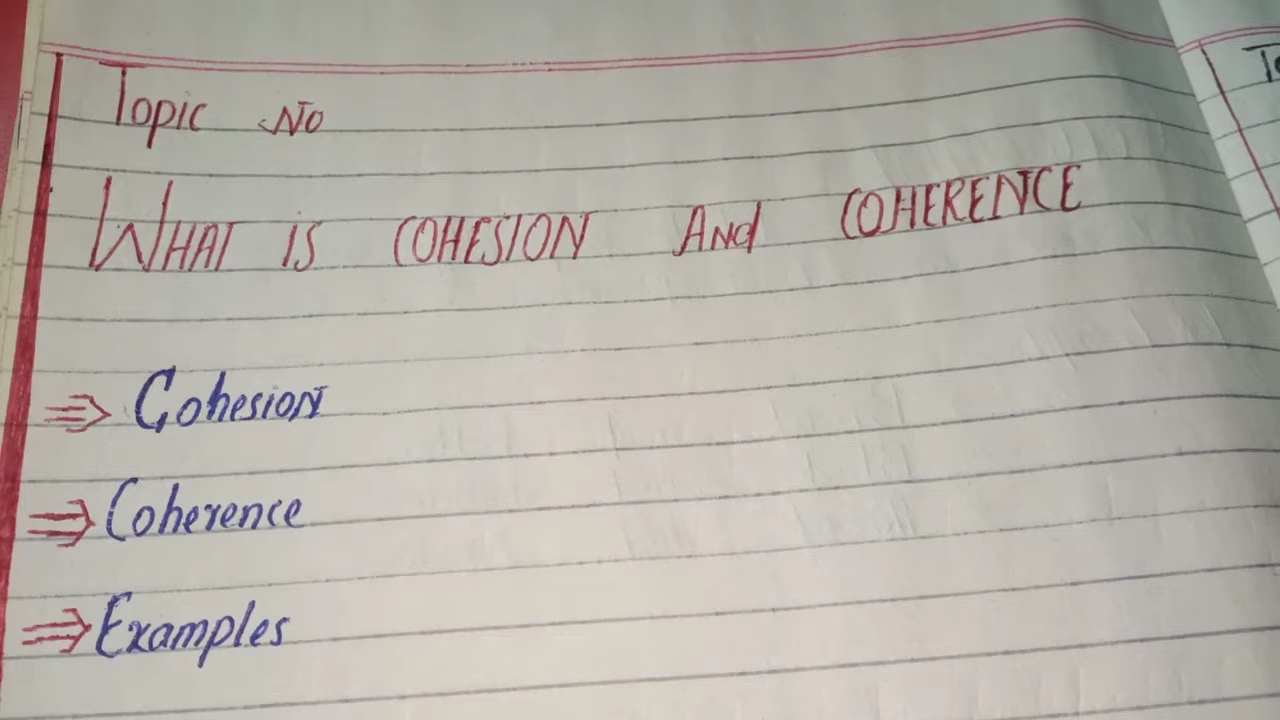 Topic No
WHAT IS COHESION ANd COHERENCE
⇒ Cohesion
⇒ Coherence
⇒ Examples